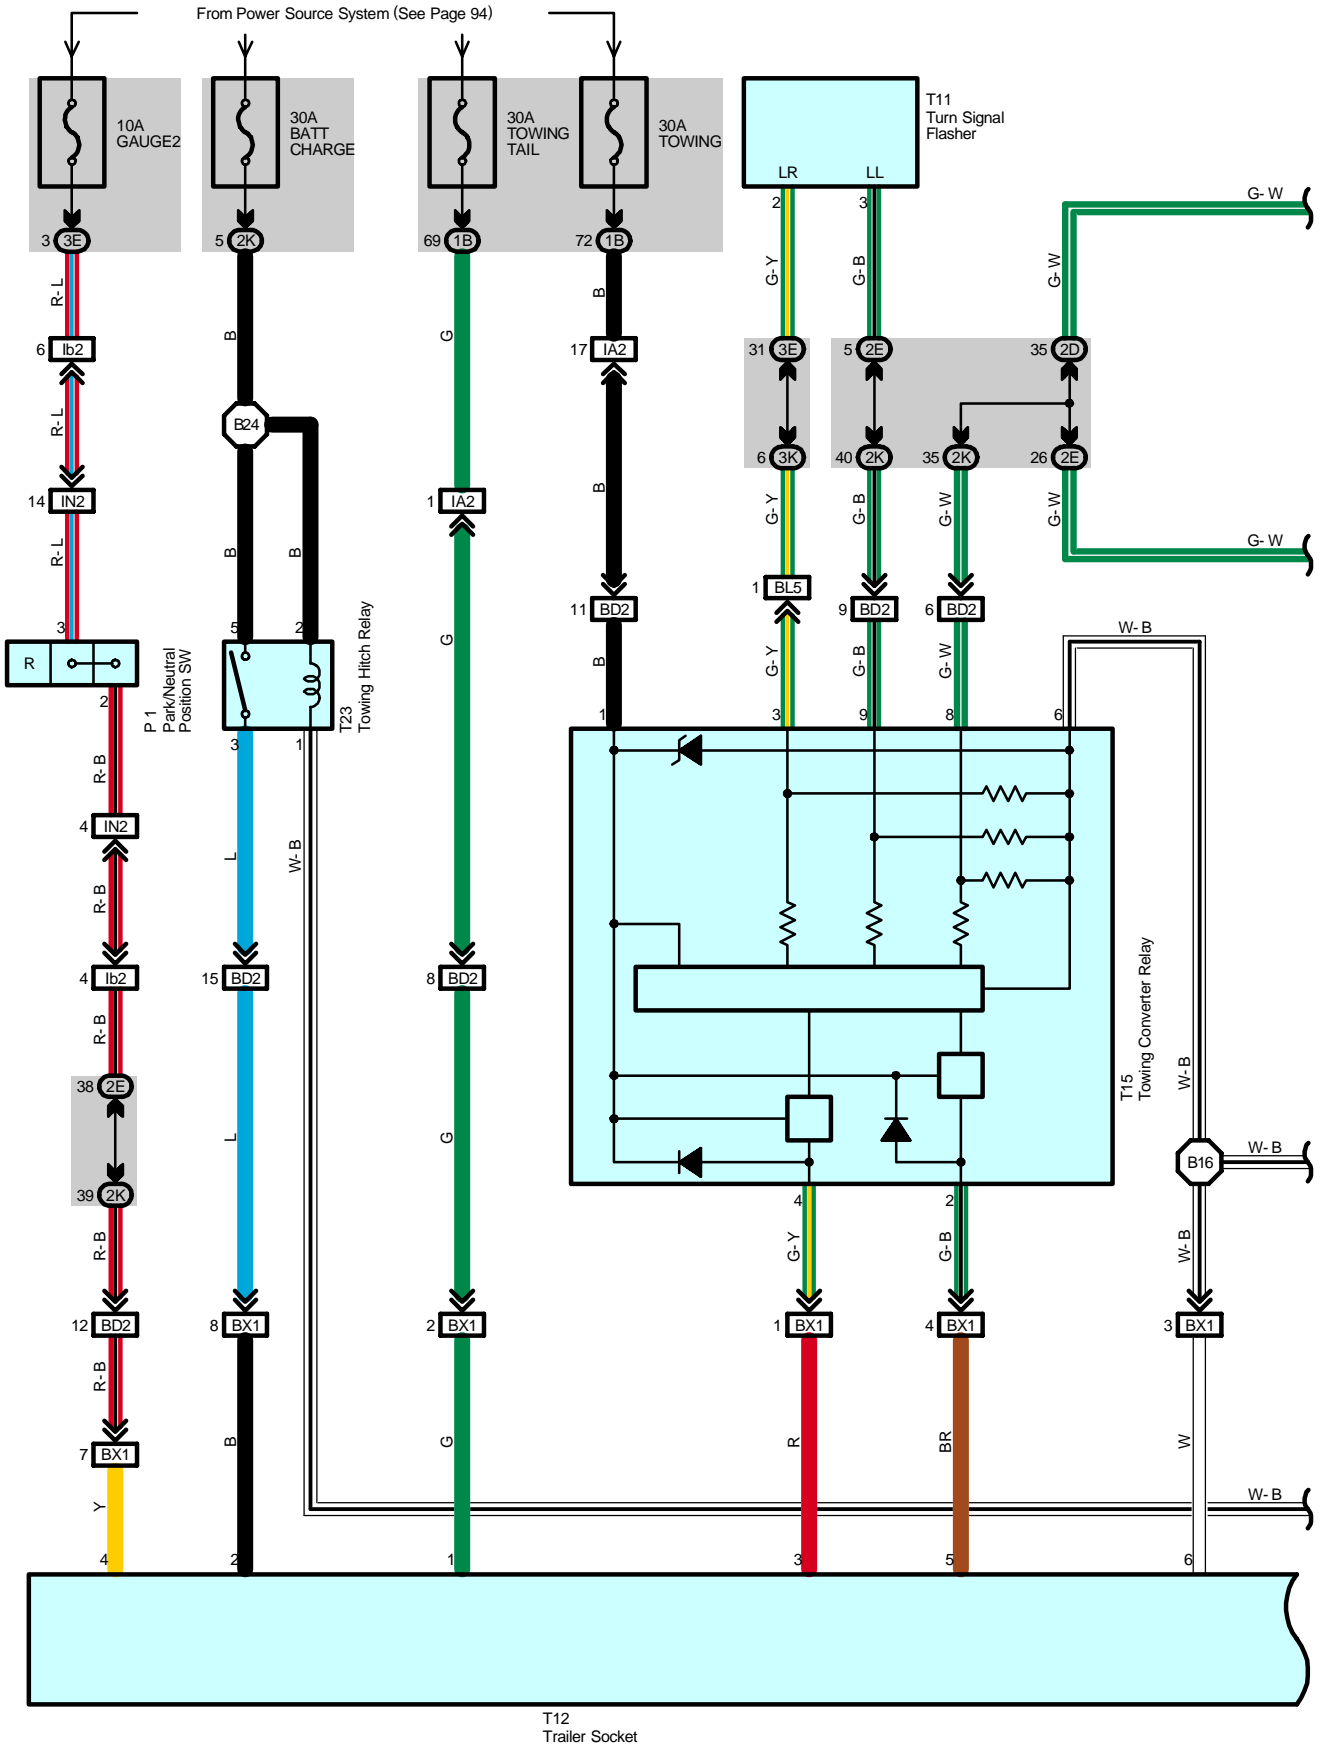 From Power Source System (See Page 94)
10A
GAUGE2
30A
BATT
CHARGE
30A
TOWING
TAIL
30A
TOWING
T11
Turn Signal
Flasher
LR
LL
2
3
G- W
3 3E
5 2K
69 1B
72 1B
R- L
B
G
B
G- Y
G- B
G- W
6 Ib2
17 IA2
31 3E
5 2E
35 2D
R- L
B24
6 3K
40 2K
35 2K
26 2E
14 IN2
1 IA2
B
G- Y
G- B
G- W
G- W
G- W
R- L
B
B
1 BL5
11 BD2
9 BD2
6 BD2
3
5
2
G
B
G- Y
G- B
G- W
W- B
R
P 1
Park/Neutral
Position SW
T23
Towing Hitch Relay
2
3
1
1
3
9
8
6
R- B
4 IN2
L
W- B
R- B
4 Ib2
15 BD2
8 BD2
R- B
T15
Towing Converter Relay
W- B
38 2E
L
G
39 2K
B16
W- B
4
2
R- B
G- Y
G- B
W- B
12 BD2
8 BX1
2 BX1
1 BX1
4 BX1
3 BX1
R- B
B
G
R
BR
W
7 BX1
Y
W- B
4
2
1
3
5
6
T12
Trailer Socket